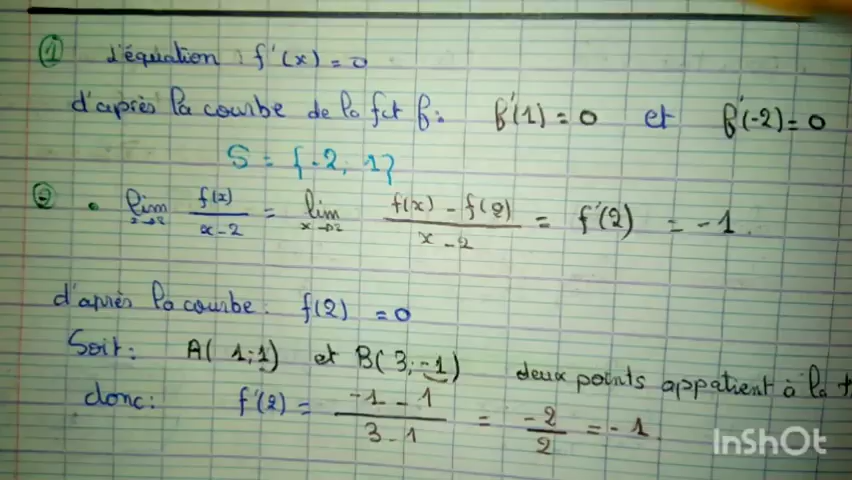 ① L'équation : f'(x) = 0
d'après la courbe de la fct f : f'(1) = 0 et f'(-2) = 0
S = {-2; 1}
② • lim x→2 f(x)/(x-2) = lim x→2 (f(x) - f(2))/(x - 2) = f'(2) = -1.
d'après la courbe : f(2) = 0
Soit : A( 1;1) et B( 3;-1) deux points appatient à la
donc : f'(2) = (-1 - 1)/(3 - 1) = -2/2 = -1.
InShOt